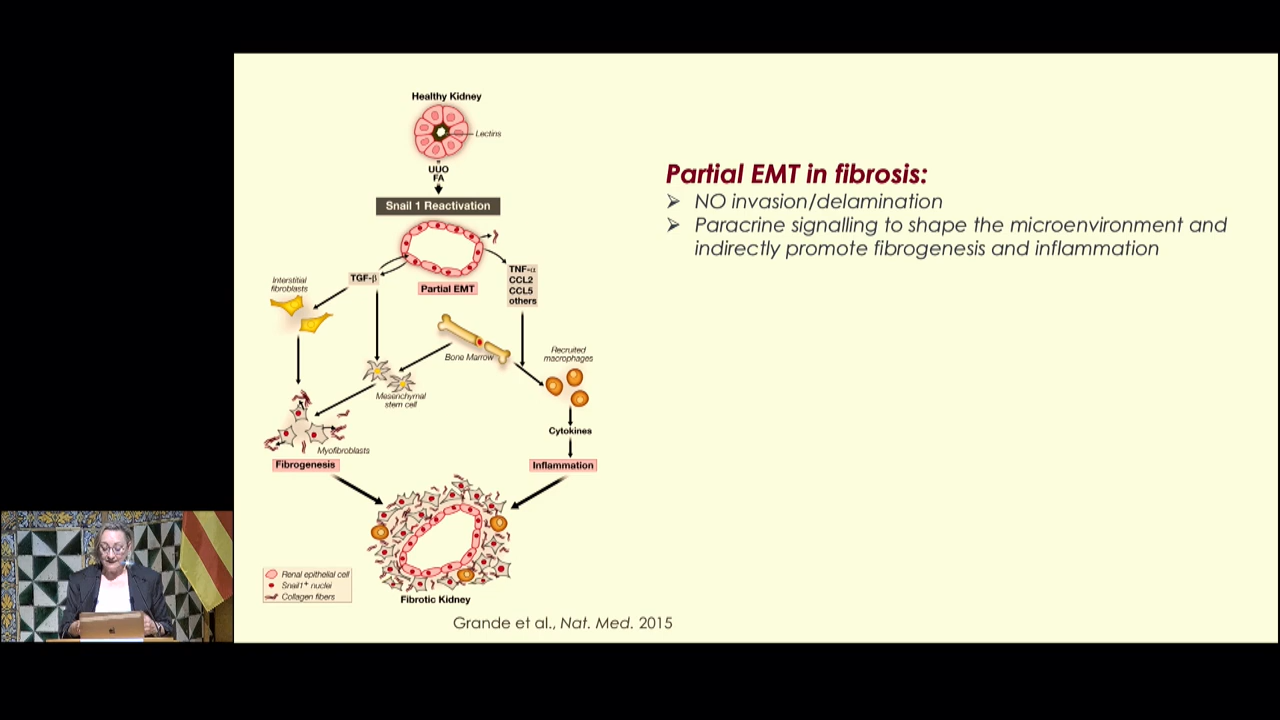 Healthy Kidney
Lectins
UUO
FA
Snail 1 Reactivation
TGF-β
Partial EMT
TNF-α
CCL2
CCL5
others
Interstitial
fibroblasts
Bone Marrow
Recruited
macrophages
Mesenchymal
stem cell
Cytokines
Myofibroblasts
Fibrogenesis
Inflammation
Renal epithelial cell
Snail1+ nuclei
Collagen fibers
Fibrotic Kidney
Grande et al., Nat. Med. 2015
Partial EMT in fibrosis:
➢ NO invasion/delamination
➢ Paracrine signalling to shape the microenvironment and
indirectly promote fibrogenesis and inflammation